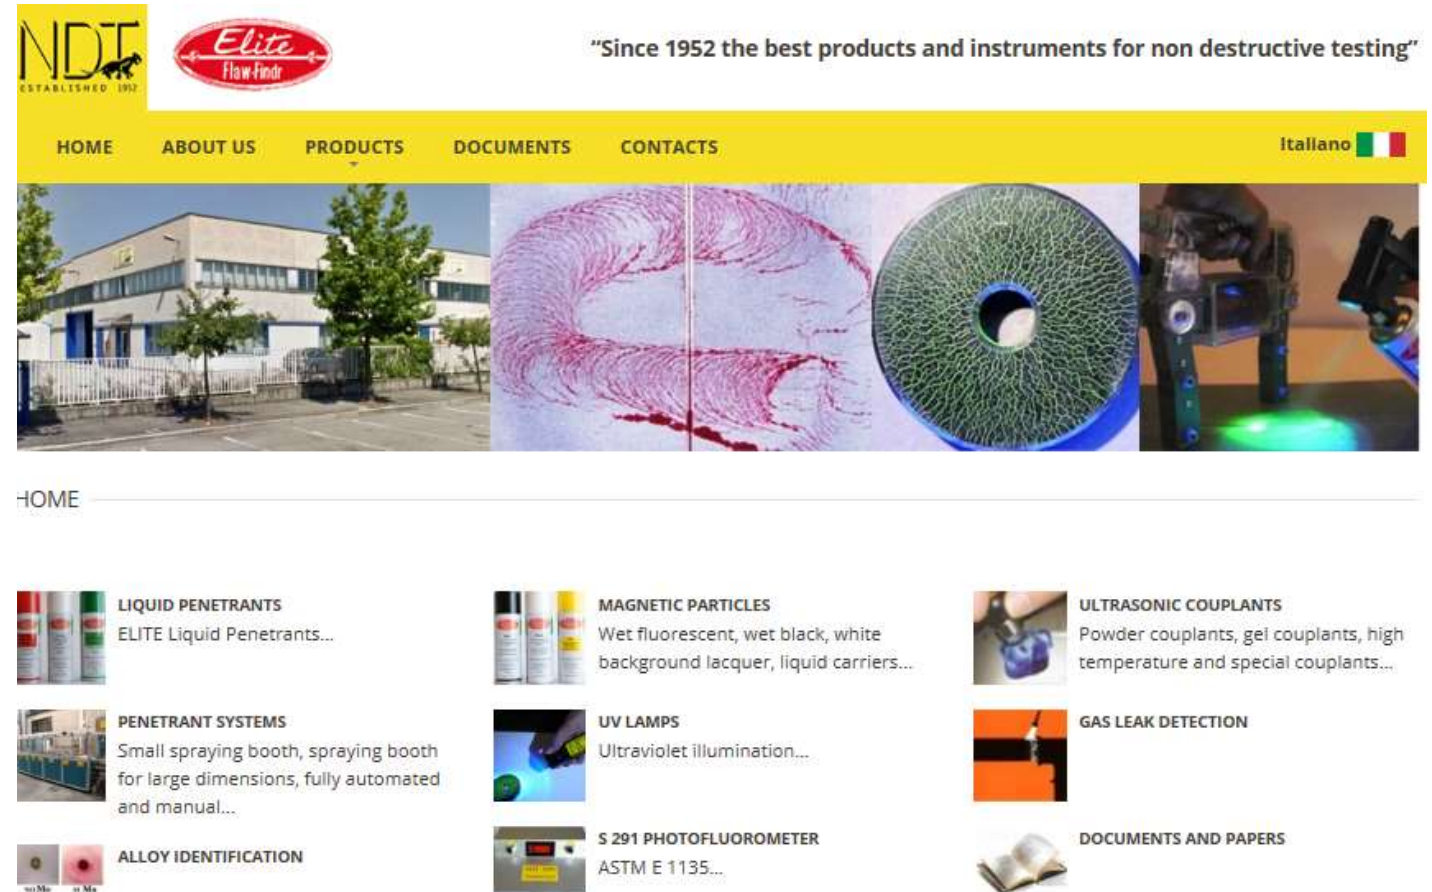 NDT
ESTABLISHED 1952
Elite
Flaw-Findr
“Since 1952 the best products and instruments for non destructive testing”
HOME
ABOUT US
PRODUCTS
DOCUMENTS
CONTACTS
Italiano
HOME
LIQUID PENETRANTS
ELITE Liquid Penetrants...
MAGNETIC PARTICLES
Wet fluorescent, wet black, white
background lacquer, liquid carriers...
ULTRASONIC COUPLANTS
Powder couplants, gel couplants, high
temperature and special couplants...
PENETRANT SYSTEMS
Small spraying booth, spraying booth
for large dimensions, fully automated
and manual...
UV LAMPS
Ultraviolet illumination...
GAS LEAK DETECTION
ALLOY IDENTIFICATION
S 291 PHOTOFLUOROMETER
ASTM E 1135...
DOCUMENTS AND PAPERS